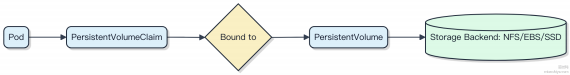 Pod
PersistentVolumeClaim
Bound to
PersistentVolume
Storage Backend: NFS/EBS/SSD